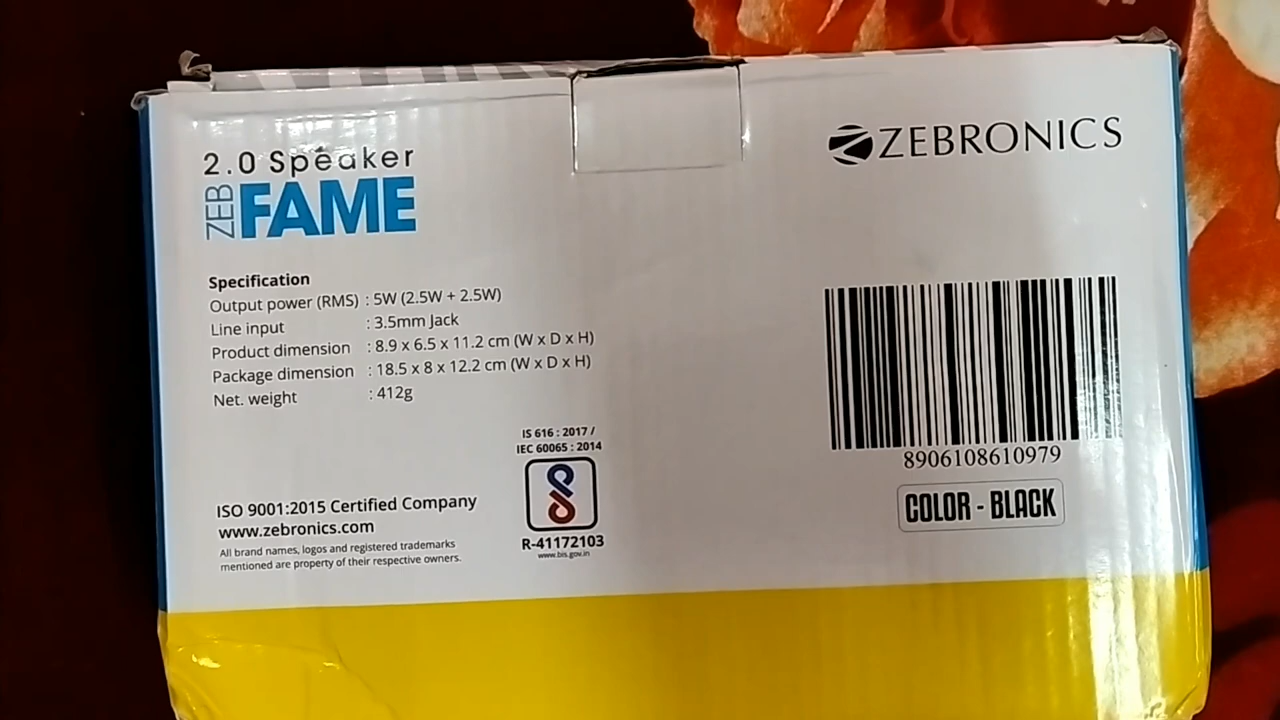 2.0 Speaker
ZEB FAME
ZEBRONICS
Specification
Output power (RMS) : 5W (2.5W + 2.5W)
Line input : 3.5mm Jack
Product dimension : 8.9 x 6.5 x 11.2 cm (W x D x H)
Package dimension : 18.5 x 8 x 12.2 cm (W x D x H)
Net. weight : 412g
IS 616 : 2017 /
IEC 60065 : 2014
R-41172103
www.bis.gov.in
ISO 9001:2015 Certified Company
www.zebronics.com
All brand names, logos and registered trademarks
mentioned are property of their respective owners.
8906108610979
COLOR - BLACK